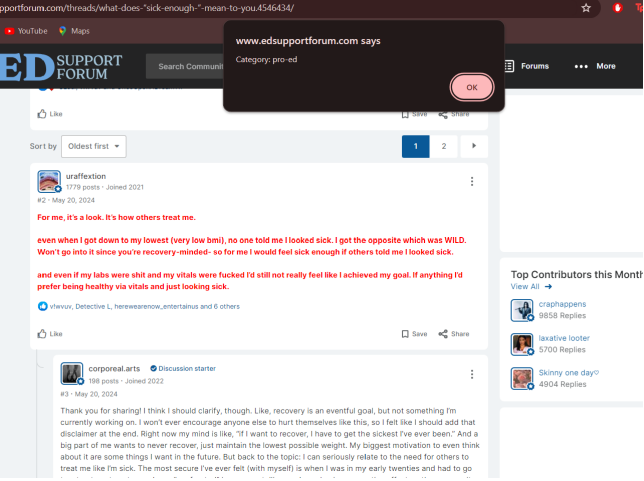 pportforum.com/threads/what-does-"sick-enough-"-mean-to-you.4546434/
YouTube
Maps
www.edsupportforum.com says
Category: pro-ed
OK
ED SUPPORT
FORUM
Search Communi
Forums
More
Like
Save
Share
Sort by
Oldest first
1
2
uraffextion
1779 posts · Joined 2021
#2 · May 20, 2024
For me, it's a look. It's how others treat me.
even when I got down to my lowest (very low bmi), no one told me I looked sick. I got the opposite which was WILD.
Won't go into it since you're recovery-minded- so for me I would feel sick enough if others told me I looked sick.
and even if my labs were shit and my vitals were fucked I'd still not really feel like I achieved my goal. If anything I'd
prefer being healthy via vitals and just looking sick.
vfwvuv, Detective L, herewearenow_entertainus and 6 others
Like
Save
Share
Top Contributors this Month
View All
craphappens
9858 Replies
laxative looter
5700 Replies
Skinny one day♡
4904 Replies
corporeal.arts
Discussion starter
198 posts · Joined 2022
#3 · May 20, 2024
Thank you for sharing! I think I should clarify, though. Like, recovery is an eventful goal, but not something I'm
currently working on. I won't ever encourage anyone else to hurt themselves like this, so I felt like I should add that
disclaimer at the end. Right now my mind is like, "if I want to recover, I have to get the sickest I've ever been." And a
big part of me wants to never recover, just maintain the lowest possible weight. My biggest motivation to even think
about it are some things I want in the future. But back to the topic: I can seriously relate to the need for others to
treat me like I'm sick. The most secure I've ever felt (with myself) is when I was in my early twenties and had to go